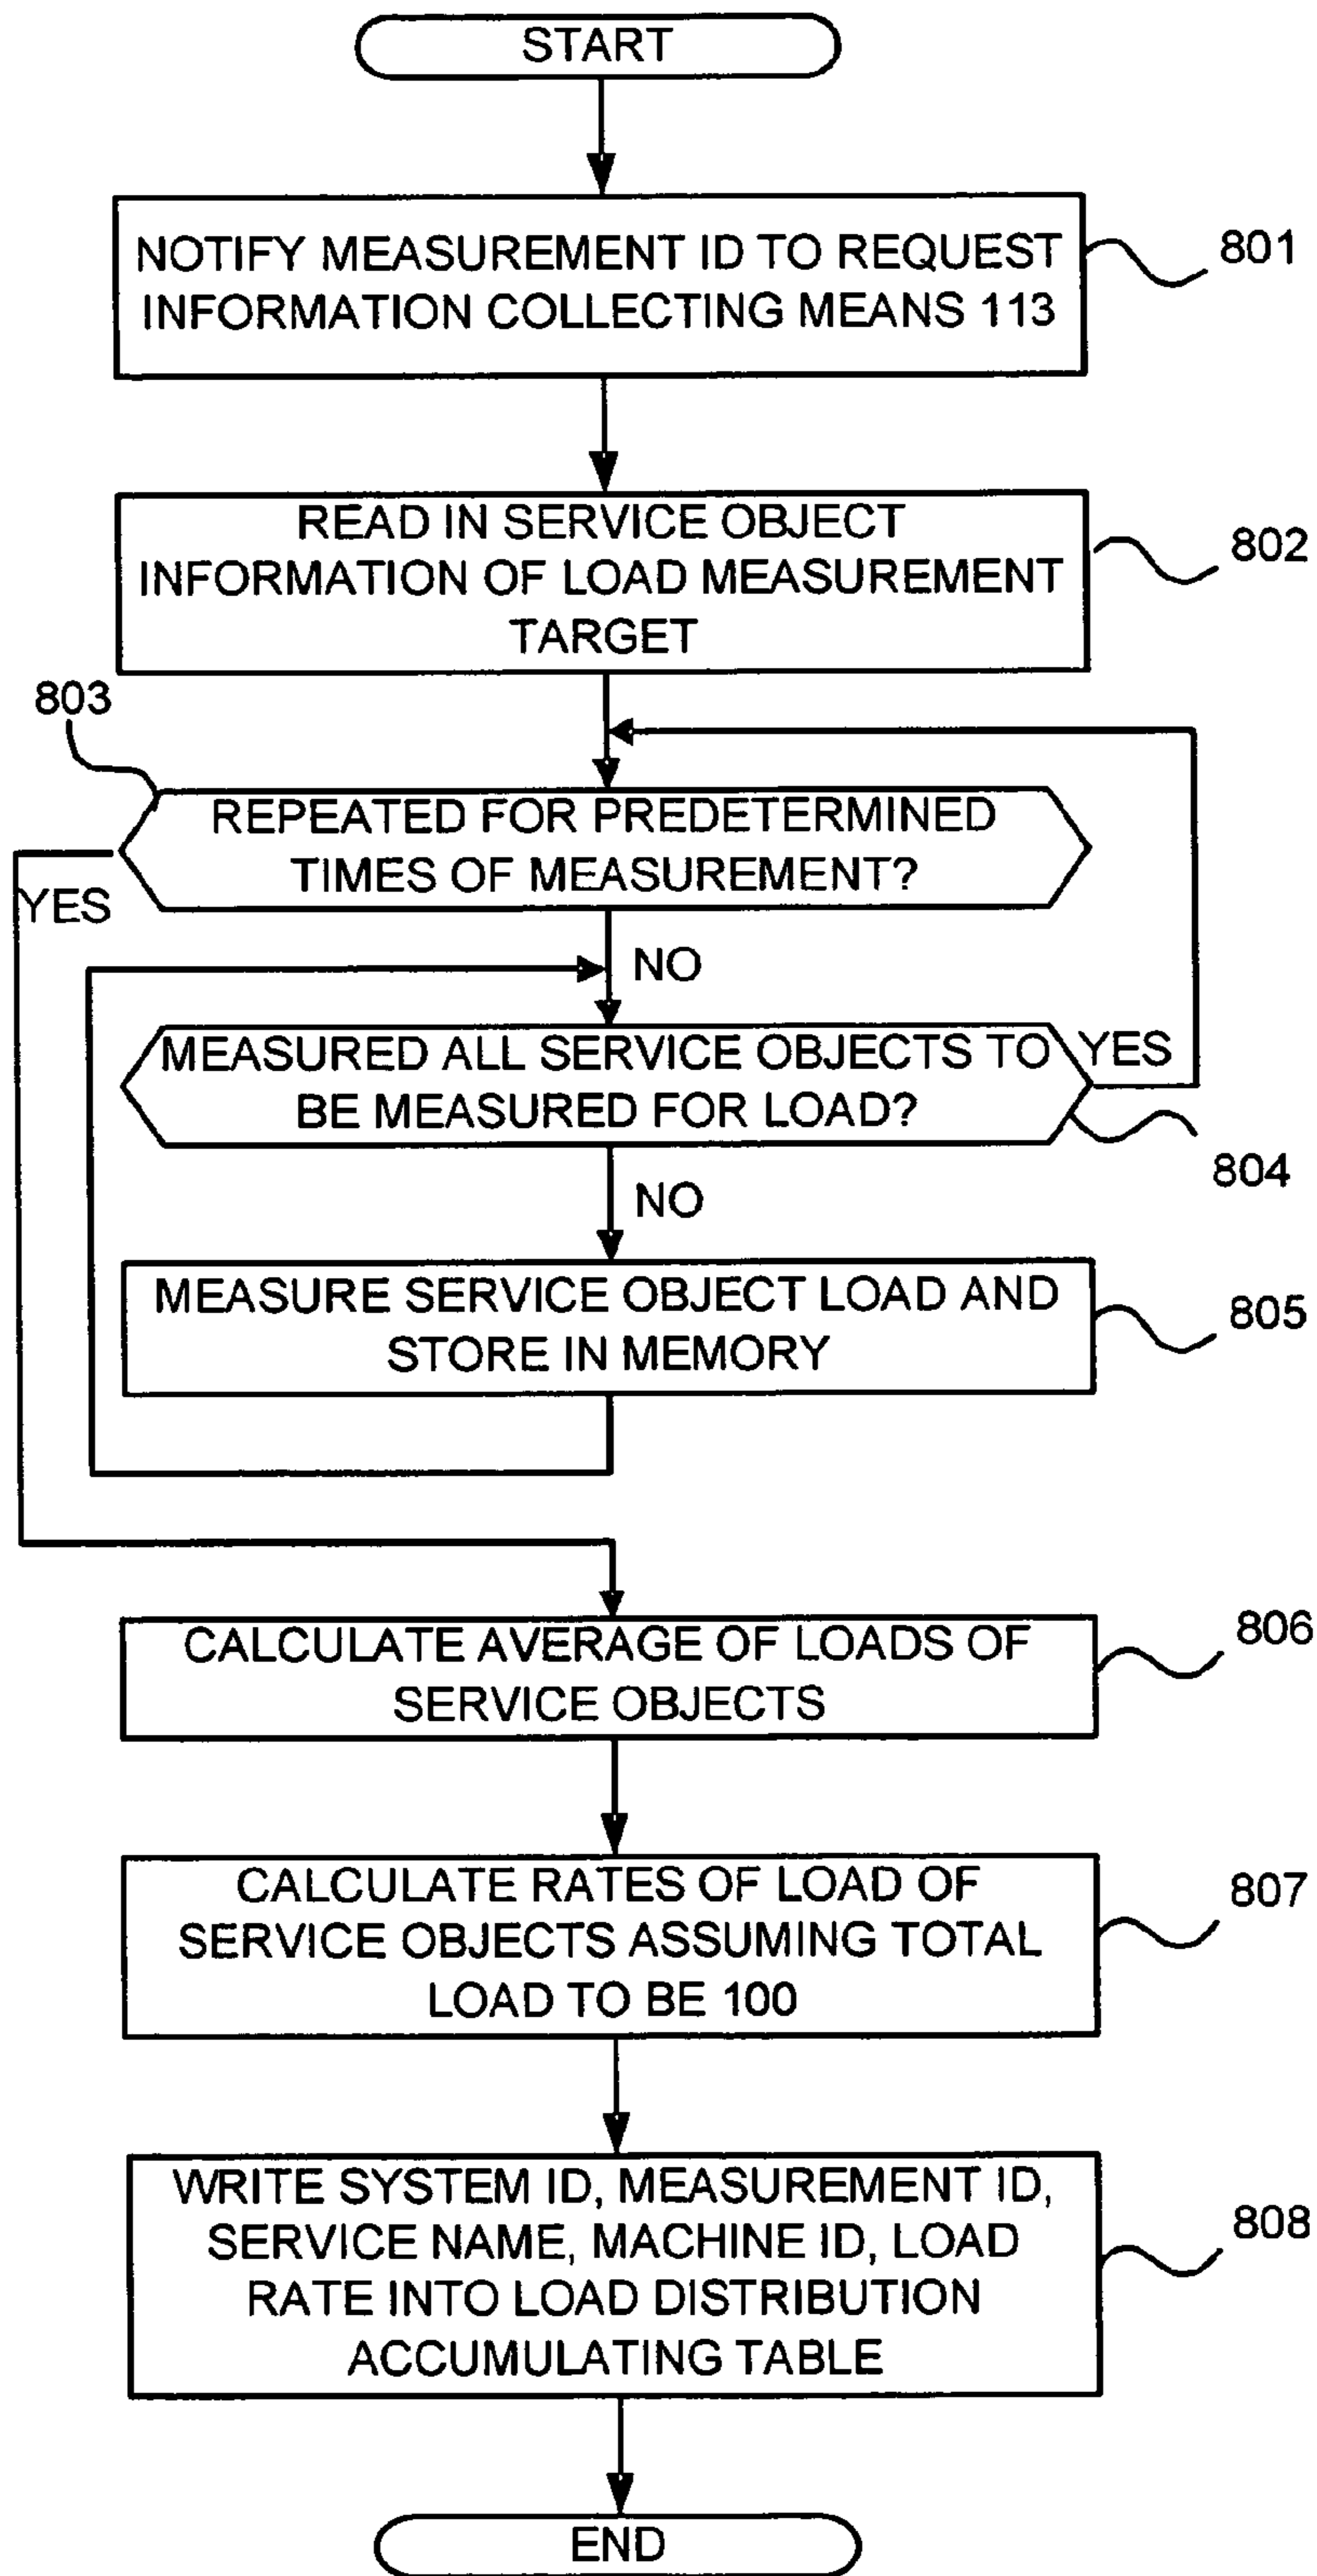 START
NOTIFY MEASUREMENT ID TO REQUEST
INFORMATION COLLECTING MEANS 113
801
READ IN SERVICE OBJECT
INFORMATION OF LOAD MEASUREMENT
TARGET
802
803
REPEATED FOR PREDETERMINED
TIMES OF MEASUREMENT?
YES
NO
MEASURED ALL SERVICE OBJECTS TO
BE MEASURED FOR LOAD?
YES
804
NO
MEASURE SERVICE OBJECT LOAD AND
STORE IN MEMORY
805
CALCULATE AVERAGE OF LOADS OF
SERVICE OBJECTS
806
CALCULATE RATES OF LOAD OF
SERVICE OBJECTS ASSUMING TOTAL
LOAD TO BE 100
807
WRITE SYSTEM ID, MEASUREMENT ID,
SERVICE NAME, MACHINE ID, LOAD
RATE INTO LOAD DISTRIBUTION
ACCUMULATING TABLE
808
END